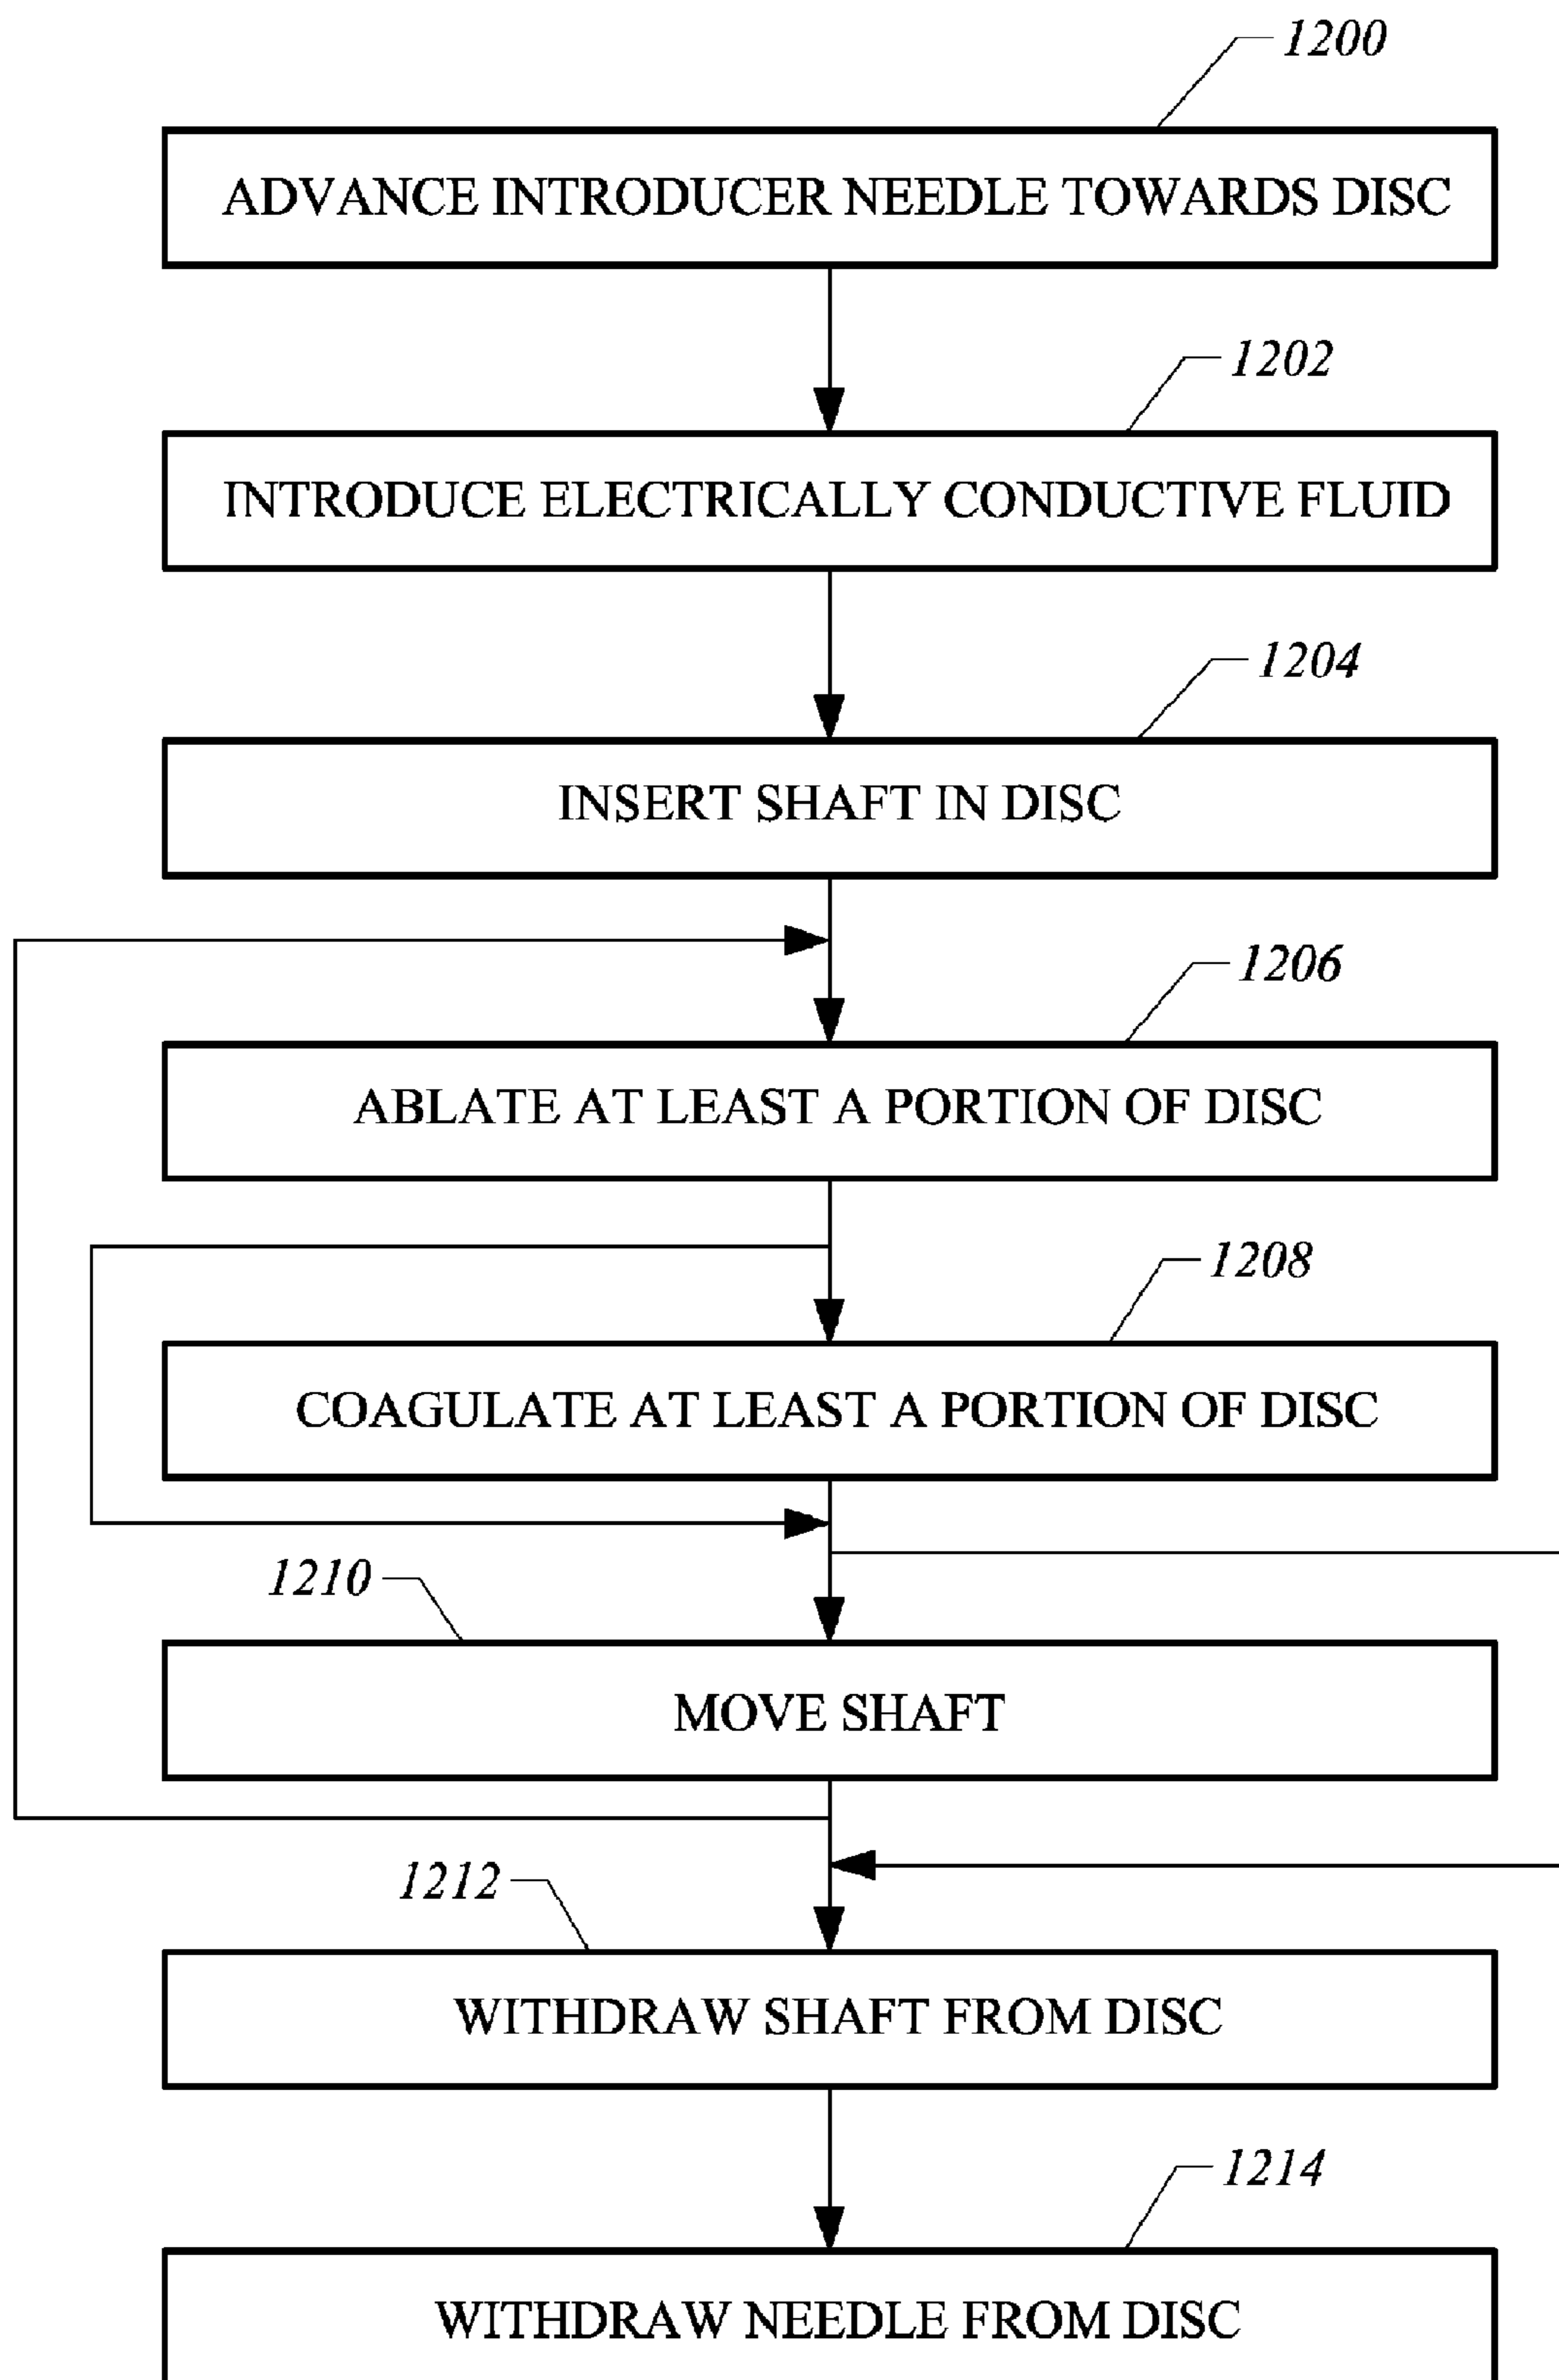 1200
ADVANCE INTRODUCER NEEDLE TOWARDS DISC
1202
INTRODUCE ELECTRICALLY CONDUCTIVE FLUID
1204
INSERT SHAFT IN DISC
1206
ABLATE AT LEAST A PORTION OF DISC
1208
COAGULATE AT LEAST A PORTION OF DISC
1210
MOVE SHAFT
1212
WITHDRAW SHAFT FROM DISC
1214
WITHDRAW NEEDLE FROM DISC